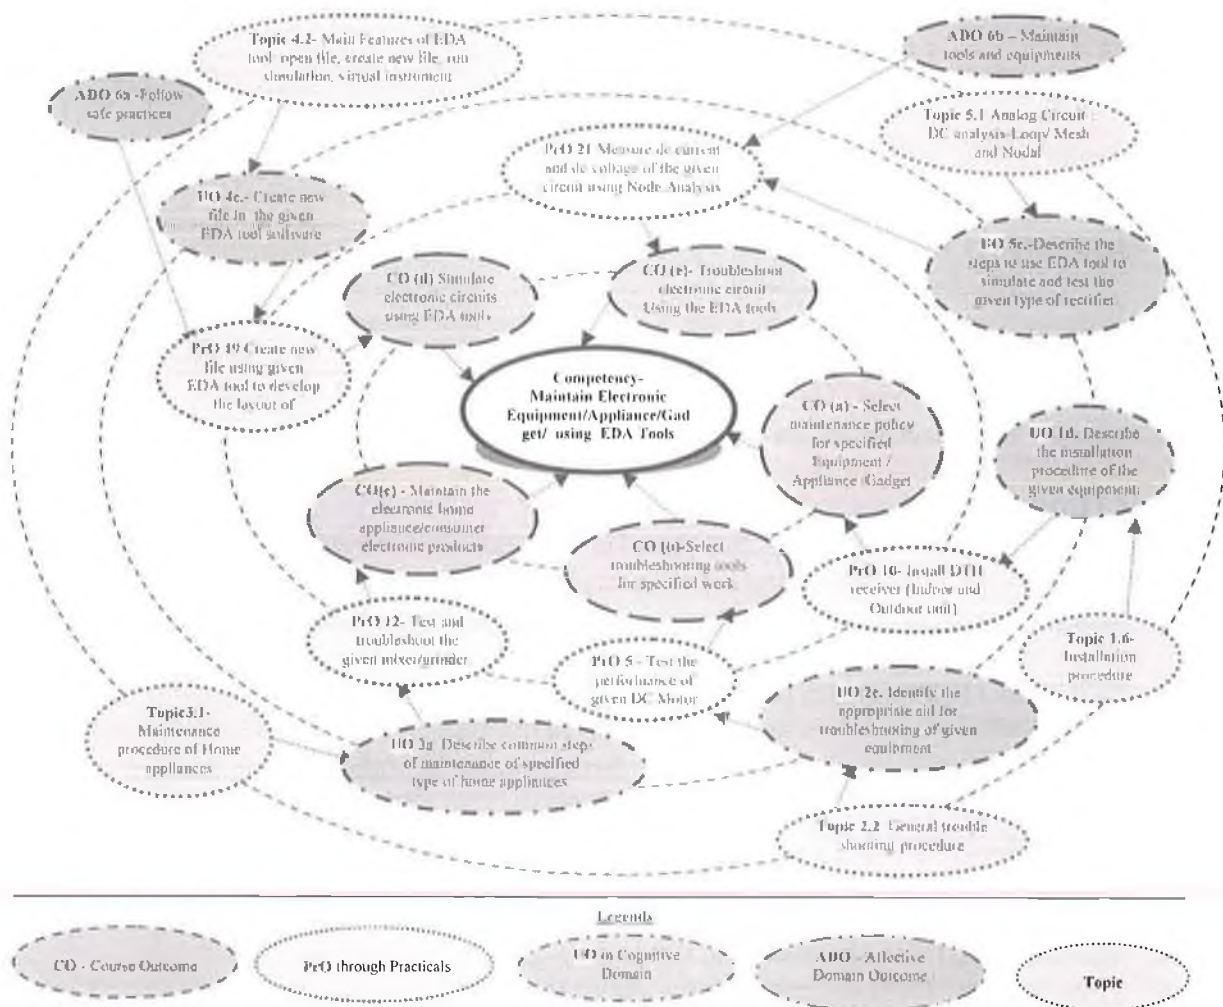 Topic 4.2- Main Features of EDA
tool: open file, create new file, run
simulation, virtual instrument
ADO 6b – Maintain
tools and equipments
ADO 6a -Follow
safe practices
Topic 5.1 Analog Circuit :
DC analysis-Loop/ Mesh
and Nodal
PrO 21 Measure dc current
and dc voltage of the given
circuit using Node Analysis
UO 4c.- Create new
file in the given
EDA tool software
UO 5c.-Describe the
steps to use EDA tool to
simulate and test the
given type of rectifier.
CO (d) Simulate
electronic circuits
using EDA tools
CO (e)- Troubleshoot
electronic circuit
Using the EDA tools
PrO 19 Create new
file using given
EDA tool to develop
the layout of
Competency-
Maintain Electronic
Equipment/Appliance/Gad
get/ using EDA Tools
CO (a) - Select
maintenance policy
for specified
Equipment /
Appliance /Gadget
UO 1d. Describe
the installation
procedure of the
given equipment.
CO(c) - Maintain the
electronic home
appliance/consumer
electronic products
CO (b)-Select
troubleshooting tools
for specified work
PrO 16- Install DTH
receiver (Indoor and
Outdoor unit)
PrO 12- Test and
troubleshoot the
given mixer/grinder
Topic 1.6-
Installation
procedure
PrO 5 - Test the
performance of
given DC Motor
UO 2c. Identify the
appropriate aid for
troubleshooting of given
equipment
Topic3.1-
Maintenance
procedure of Home
appliances
UO 3a Describe common steps
of maintenance of specified
type of home appliances.
Topic 2.2 General trouble
shooting procedure
Legends
CO - Course Outcome
PrO through Practicals
UO in Cognitive
Domain
ADO – Affective
Domain Outcome
Topic